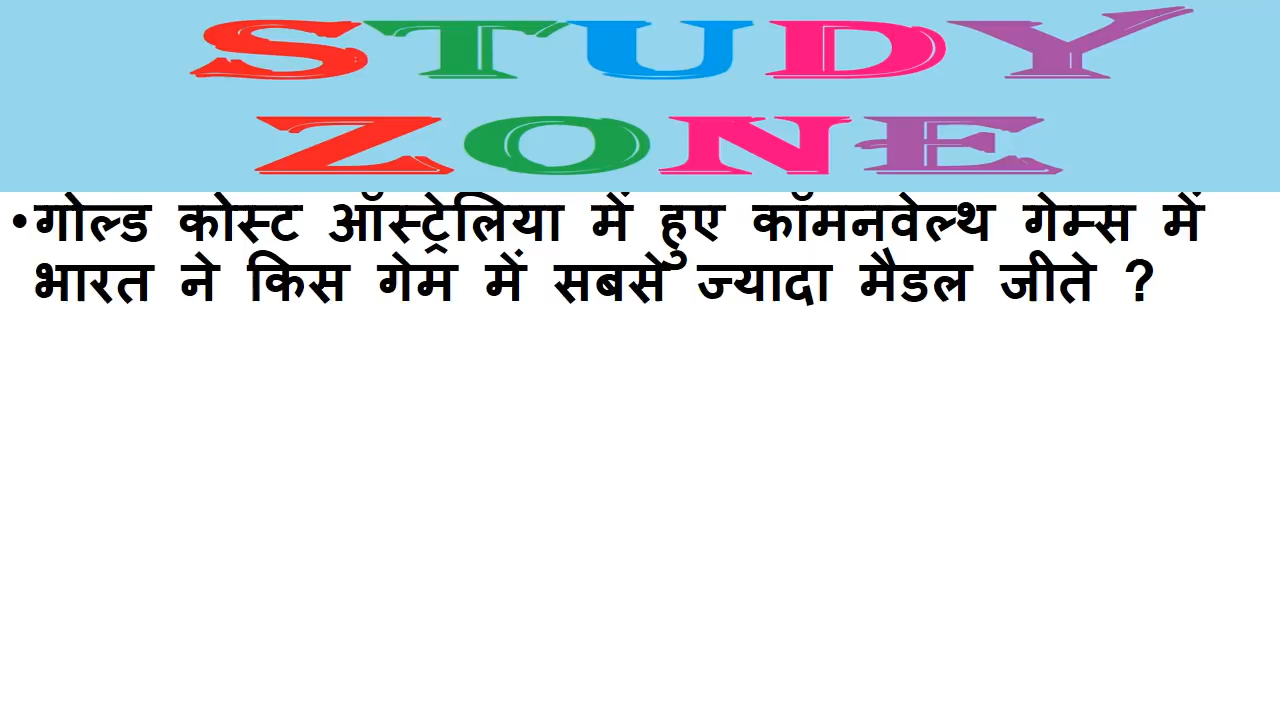 STUDY
ZONE
•गोल्ड कोस्ट ऑस्ट्रेलिया में हुए कॉमनवेल्थ गेम्स में
भारत ने किस गेम में सबसे ज्यादा मैडल जीते ?